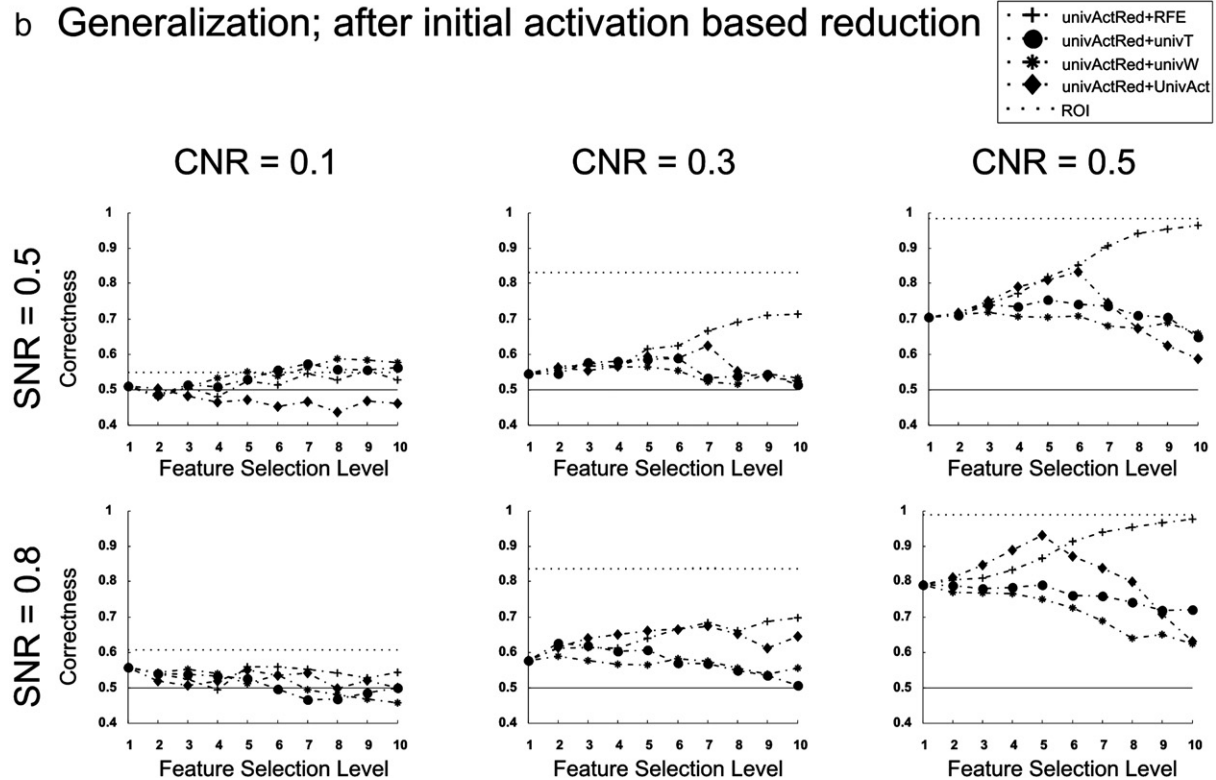 b Generalization; after initial activation based reduction
univActRed+RFE
univActRed+univT
univActRed+univW
univActRed+UnivAct
ROI
CNR = 0.1
CNR = 0.3
CNR = 0.5
SNR = 0.5
Correctness
1
0.9
0.8
0.7
0.6
0.5
0.4
1 2 3 4 5 6 7 8 9 10
Feature Selection Level
1
0.9
0.8
0.7
0.6
0.5
0.4
1 2 3 4 5 6 7 8 9 10
Feature Selection Level
1
0.9
0.8
0.7
0.6
0.5
0.4
1 2 3 4 5 6 7 8 9 10
Feature Selection Level
SNR = 0.8
Correctness
1
0.9
0.8
0.7
0.6
0.5
0.4
1 2 3 4 5 6 7 8 9 10
Feature Selection Level
1
0.9
0.8
0.7
0.6
0.5
0.4
1 2 3 4 5 6 7 8 9 10
Feature Selection Level
1
0.9
0.8
0.7
0.6
0.5
0.4
1 2 3 4 5 6 7 8 9 10
Feature Selection Level